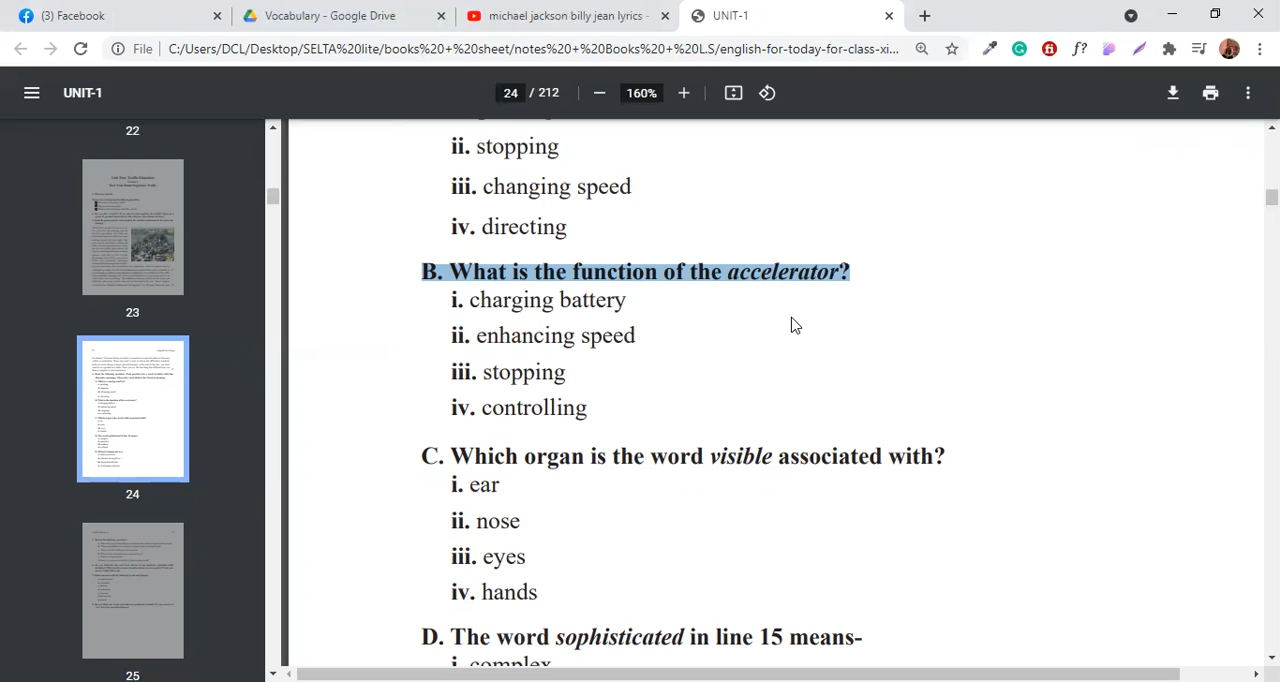 (3) Facebook
Vocabulary - Google Drive
michael jackson billy jean lyrics -
UNIT-1
File
C:/Users/DCL/Desktop/SELTA%20lite/books%20+%20sheet/notes%20+%20Books%20+%20L.S/english-for-today-for-class-xi...
UNIT-1
24 / 212
160%
22
23
24
25
ii. stopping
iii. changing speed
iv. directing
B. What is the function of the accelerator?
i. charging battery
ii. enhancing speed
iii. stopping
iv. controlling
C. Which organ is the word visible associated with?
i. ear
ii. nose
iii. eyes
iv. hands
D. The word sophisticated in line 15 means-
i. complex